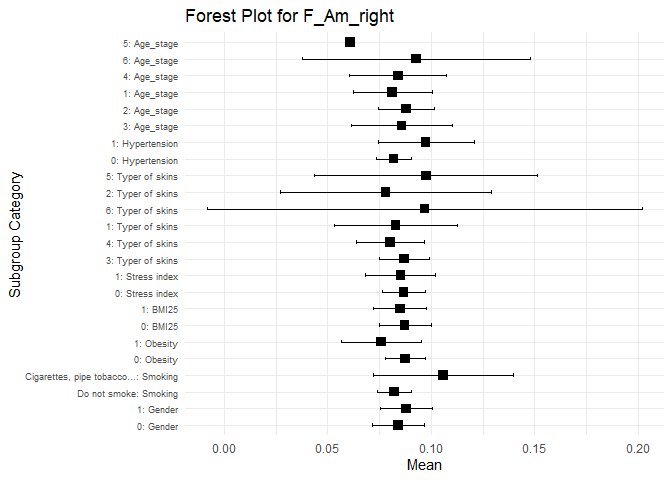 Forest Plot for F_Am_right
Subgroup Category
5: Age_stage
6: Age_stage
4: Age_stage
1: Age_stage
2: Age_stage
3: Age_stage
1: Hypertension
0: Hypertension
5: Typer of skins
2: Typer of skins
6: Typer of skins
1: Typer of skins
4: Typer of skins
3: Typer of skins
1: Stress index
0: Stress index
1: BMI25
0: BMI25
1: Obesity
0: Obesity
Cigarettes, pipe tobacco...: Smoking
Do not smoke: Smoking
1: Gender
0: Gender
0.00 0.05 0.10 0.15 0.20
Mean